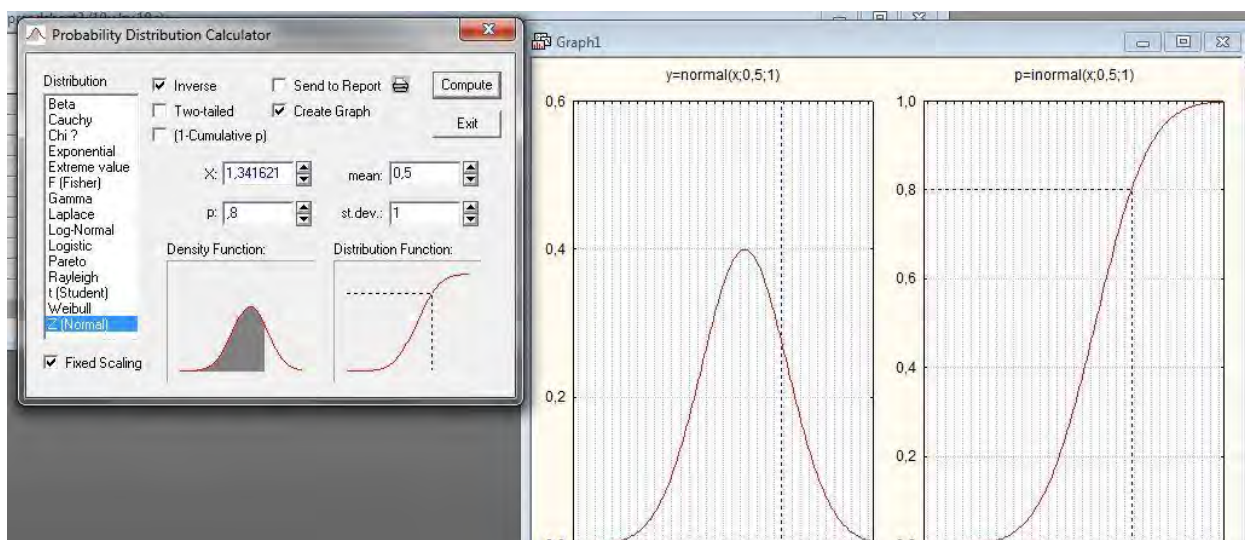 Probability Distribution Calculator
Distribution
Beta
Cauchy
Chi ?
Exponential
Extreme value
F (Fisher)
Gamma
Laplace
Log-Normal
Logistic
Pareto
Rayleigh
t (Student)
Weibull
Z (Normal)
Fixed Scaling
Inverse
Send to Report
Compute
Two-tailed
Create Graph
Exit
(1-Cumulative p)
X: 1,341621
mean: 0,5
p: ,8
st.dev.: 1
Density Function:
Distribution Function:
Graph1
y=normal(x;0,5;1)
0,6
0,4
0,2
p=inormal(x;0,5;1)
1,0
0,8
0,6
0,4
0,2